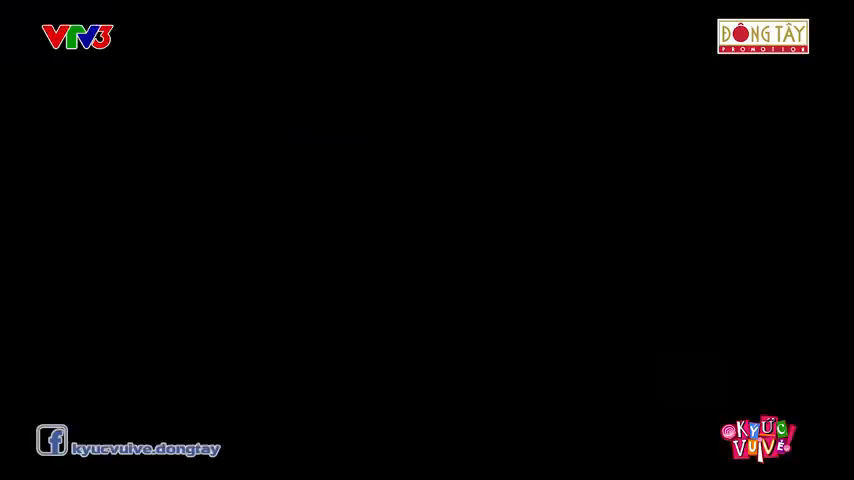 VTV3
ĐÔNG TÂY
PROMOTION
kyucvuive.dongtay
KÝ ỨC
VUI VẺ!